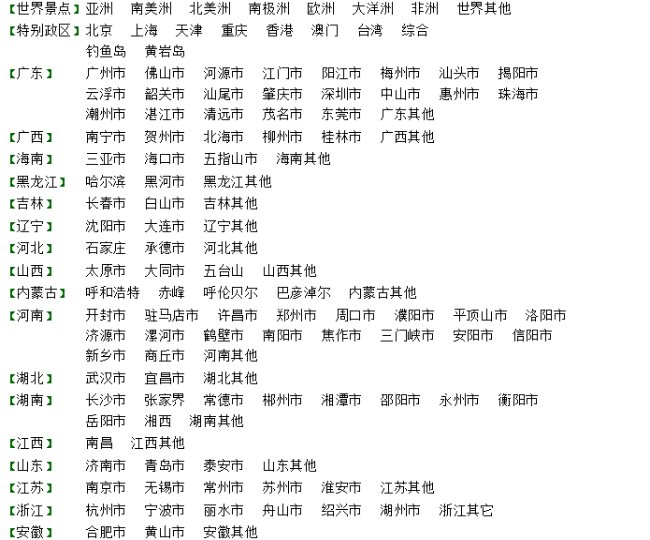 【世界景点】亚洲 南美洲 北美洲 南极洲 欧洲 大洋洲 非洲 世界其他
【特别政区】北京 上海 天津 重庆 香港 澳门 台湾 综合
钓鱼岛 黄岩岛
【广东】 广州市 佛山市 河源市 江门市 阳江市 梅州市 汕头市 揭阳市
云浮市 韶关市 汕尾市 肇庆市 深圳市 中山市 惠州市 珠海市
潮州市 湛江市 清远市 茂名市 东莞市 广东其他
【广西】 南宁市 贺州市 北海市 柳州市 桂林市 广西其他
【海南】 三亚市 海口市 五指山市 海南其他
【黑龙江】 哈尔滨 黑河市 黑龙江其他
【吉林】 长春市 白山市 吉林其他
【辽宁】 沈阳市 大连市 辽宁其他
【河北】 石家庄 承德市 河北其他
【山西】 太原市 大同市 五台山 山西其他
【内蒙古】 呼和浩特 赤峰 呼伦贝尔 巴彦淖尔 内蒙古其他
【河南】 开封市 驻马店市 许昌市 郑州市 周口市 濮阳市 平顶山市 洛阳市
济源市 漯河市 鹤壁市 南阳市 焦作市 三门峡市 安阳市 信阳市
新乡市 商丘市 河南其他
【湖北】 武汉市 宜昌市 湖北其他
【湖南】 长沙市 张家界 常德市 郴州市 湘潭市 邵阳市 永州市 衡阳市
岳阳市 湘西 湖南其他
【江西】 南昌 江西其他
【山东】 济南市 青岛市 泰安市 山东其他
【江苏】 南京市 无锡市 常州市 苏州市 淮安市 江苏其他
【浙江】 杭州市 宁波市 丽水市 舟山市 绍兴市 湖州市 浙江其它
【安徽】 合肥市 黄山市 安徽其他